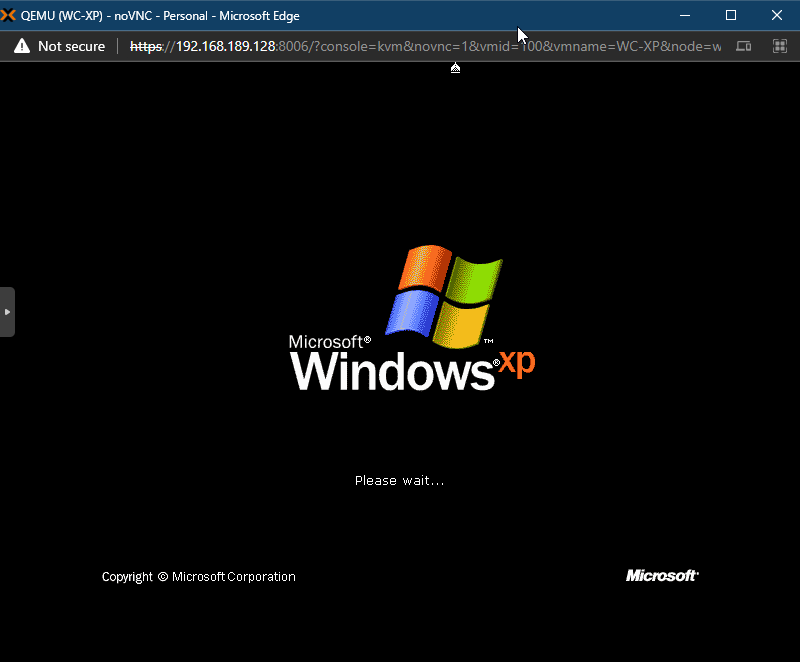 QEMU (WC-XP) - noVNC - Personal - Microsoft Edge
Not secure | https://192.168.189.128:8006/?console=kvm&novnc=1&vmid=100&vmname=WC-XP&node=w
Microsoft®
Windows® xp ™
Please wait...
Copyright © Microsoft Corporation
Microsoft®